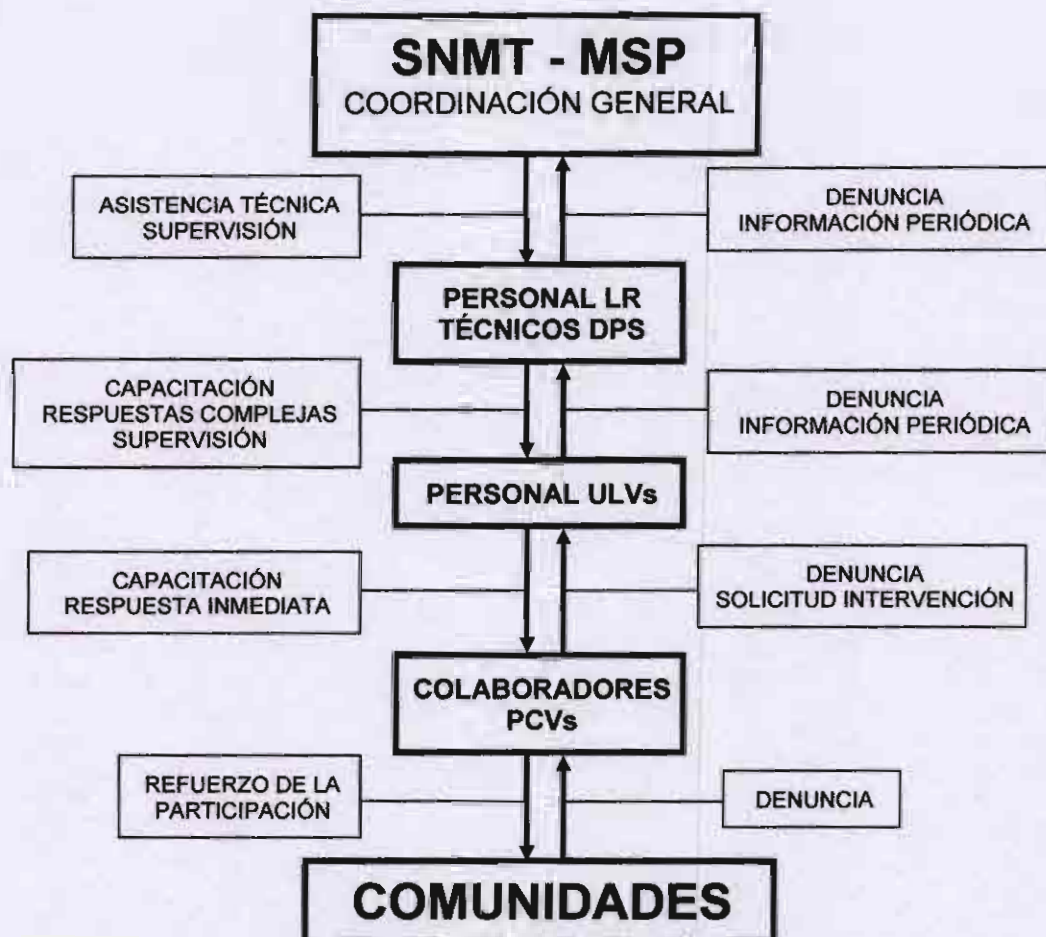 SNMT - MSP
COORDINACIÓN GENERAL
ASISTENCIA TÉCNICA
SUPERVISIÓN
DENUNCIA
INFORMACIÓN PERIÓDICA
PERSONAL LR
TÉCNICOS DPS
CAPACITACIÓN
RESPUESTAS COMPLEJAS
SUPERVISIÓN
DENUNCIA
INFORMACIÓN PERIÓDICA
PERSONAL ULVs
CAPACITACIÓN
RESPUESTA INMEDIATA
DENUNCIA
SOLICITUD INTERVENCIÓN
COLABORADORES
PCVs
REFUERZO DE LA
PARTICIPACIÓN
DENUNCIA
COMUNIDADES